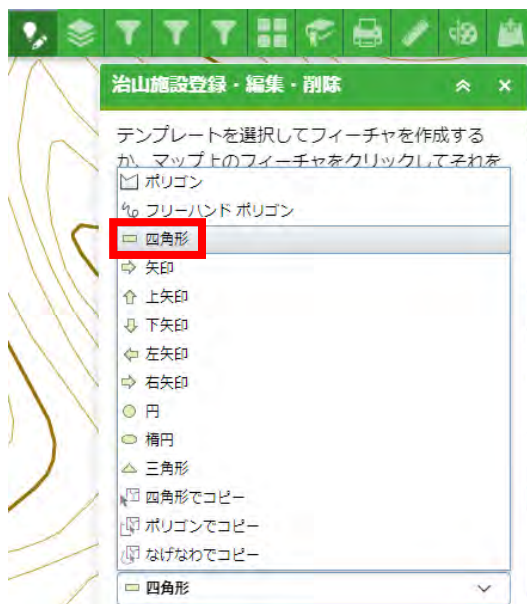 治山施設登録・編集・削除
テンプレートを選択してフィーチャを作成する
か、マップ上のフィーチャをクリックしてそれを
ポリゴン
フリーハンド ポリゴン
四角形
矢印
上矢印
下矢印
左矢印
右矢印
円
楕円
三角形
四角形でコピー
ポリゴンでコピー
なげなわでコピー
四角形